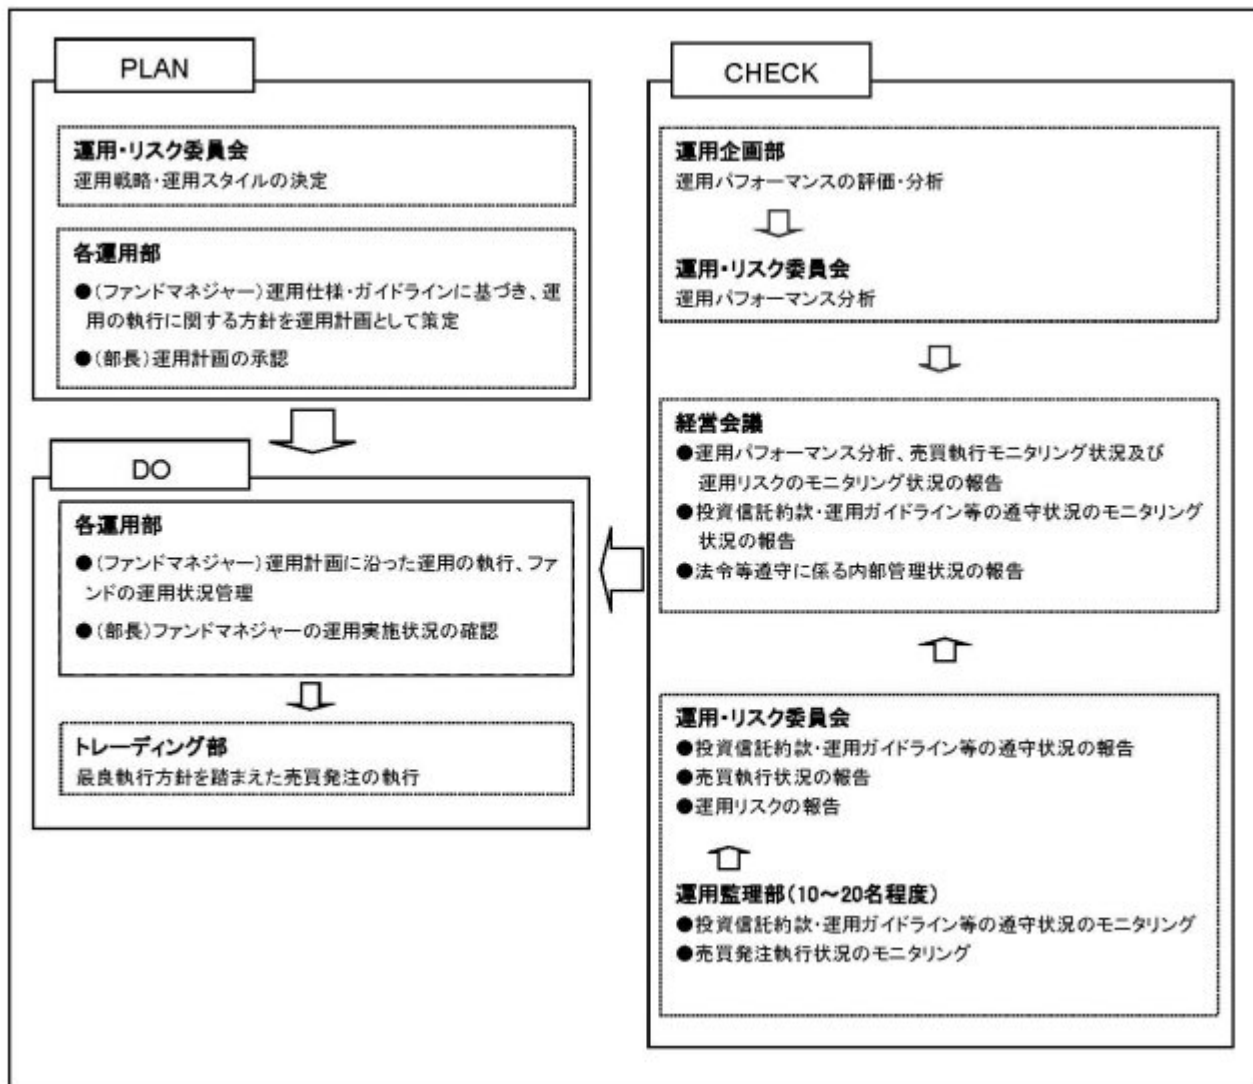 PLAN
運用・リスク委員会
運用戦略・運用スタイルの決定
各運用部
●(ファンドマネジャー)運用仕様・ガイドラインに基づき、運
用の執行に関する方針を運用計画として策定
●(部長)運用計画の承認
DO
各運用部
●(ファンドマネジャー)運用計画に沿った運用の執行、ファ
ンドの運用状況管理
●(部長)ファンドマネジャーの運用実施状況の確認
トレーディング部
最良執行方針を踏まえた売買発注の執行
CHECK
運用企画部
運用パフォーマンスの評価・分析
運用・リスク委員会
運用パフォーマンス分析
経営会議
●運用パフォーマンス分析、売買執行モニタリング状況及び
運用リスクのモニタリング状況の報告
●投資信託約款・運用ガイドライン等の遵守状況のモニタリング
状況の報告
●法令等遵守に係る内部管理状況の報告
運用・リスク委員会
●投資信託約款・運用ガイドライン等の遵守状況の報告
●売買執行状況の報告
●運用リスクの報告
運用監理部(10～20名程度)
●投資信託約款・運用ガイドライン等の遵守状況のモニタリング
●売買発注執行状況のモニタリング